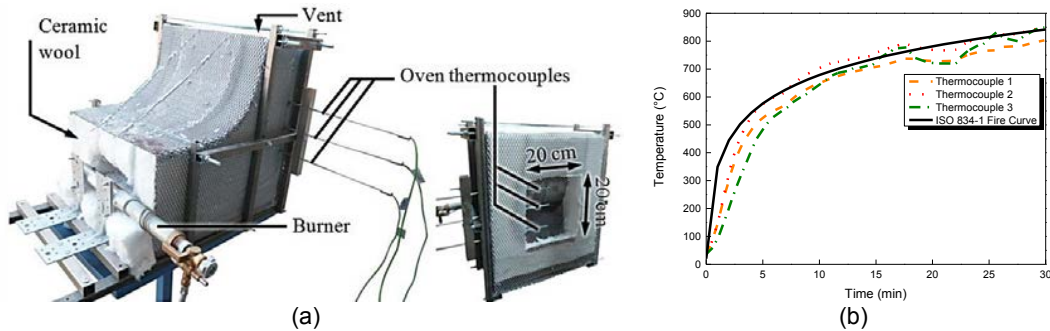 Vent
Ceramic
wool
Oven thermocouples
20 cm
20 cm
Burner
(a)
900
800
700
600
500
400
300
200
100
0
Temperature (°C)
Thermocouple 1
Thermocouple 2
Thermocouple 3
ISO 834-1 Fire Curve
0 5 10 15 20 25 30
Time (min)
(b)